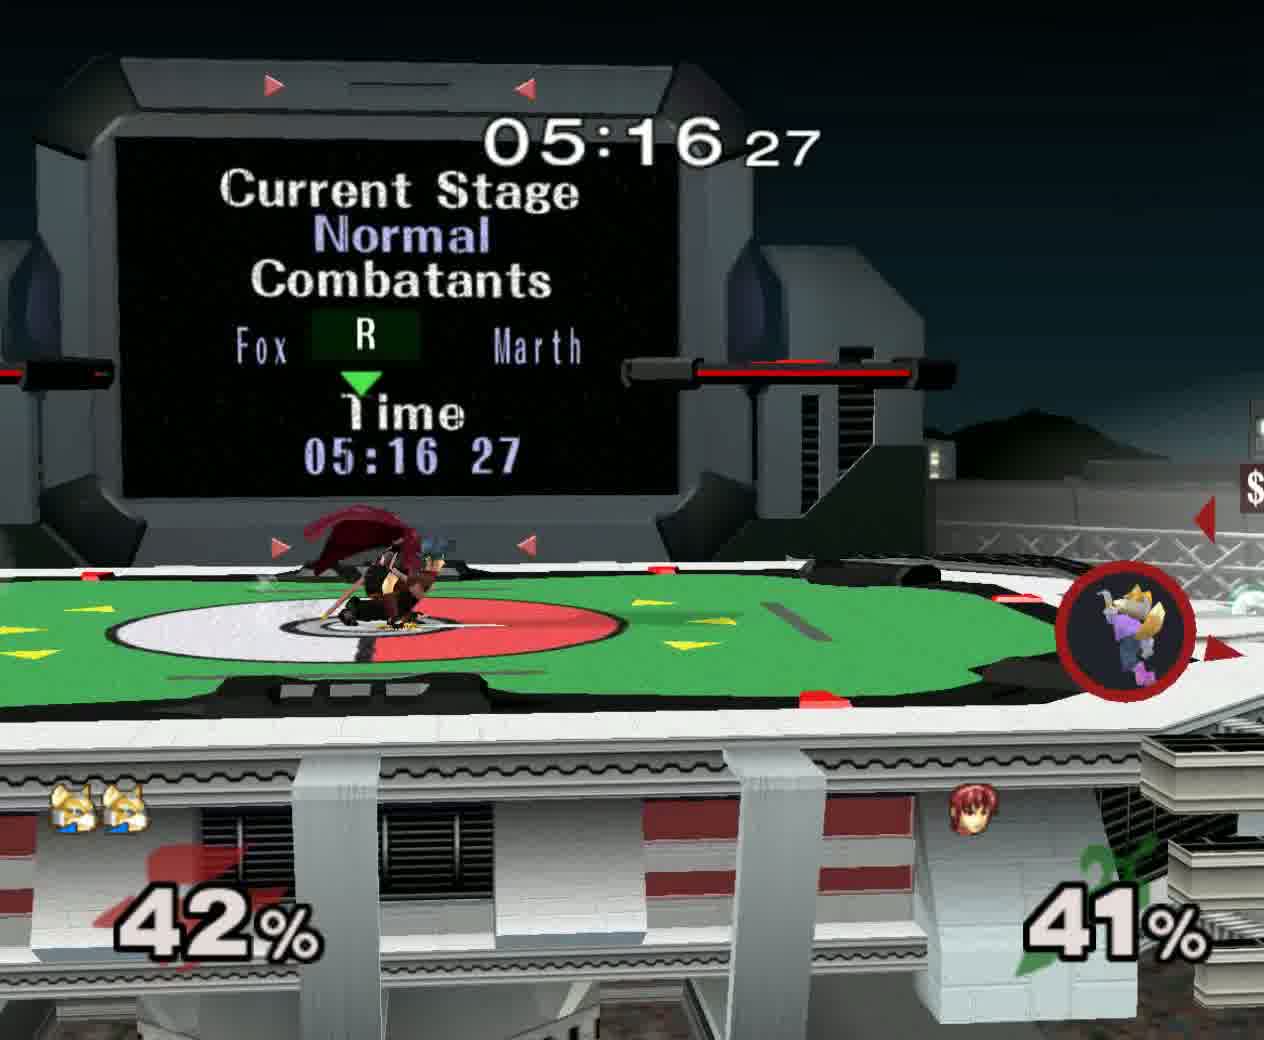 05:16 27
Current Stage
Normal
Combatants
Fox R Marth
Time
05:16 27
$
42%
41%